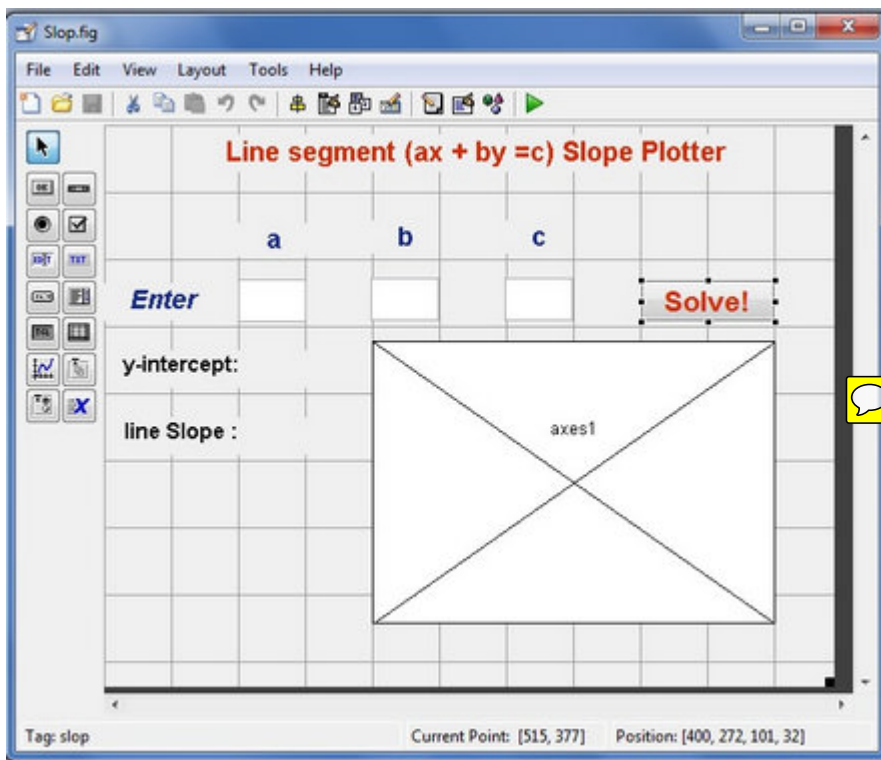 Slop.fig
File Edit View Layout Tools Help
Line segment (ax + by =c) Slope Plotter
a b c
Enter Solve!
y-intercept:
line Slope :
axes1
Tag: slop Current Point: [515, 377] Position: [400, 272, 101, 32]